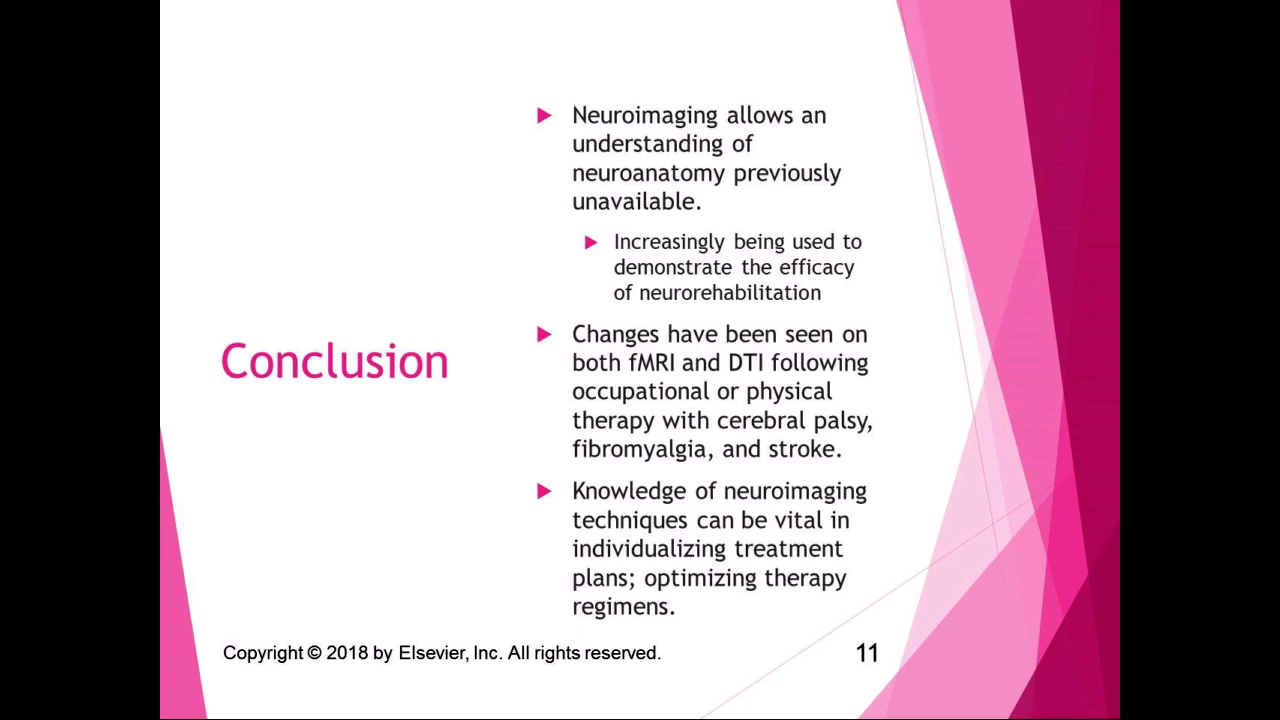 Conclusion
Neuroimaging allows an
understanding of
neuroanatomy previously
unavailable.
Increasingly being used to
demonstrate the efficacy
of neurorehabilitation
Changes have been seen on
both fMRI and DTI following
occupational or physical
therapy with cerebral palsy,
fibromyalgia, and stroke.
Knowledge of neuroimaging
techniques can be vital in
individualizing treatment
plans; optimizing therapy
regimens.
Copyright © 2018 by Elsevier, Inc. All rights reserved.
11